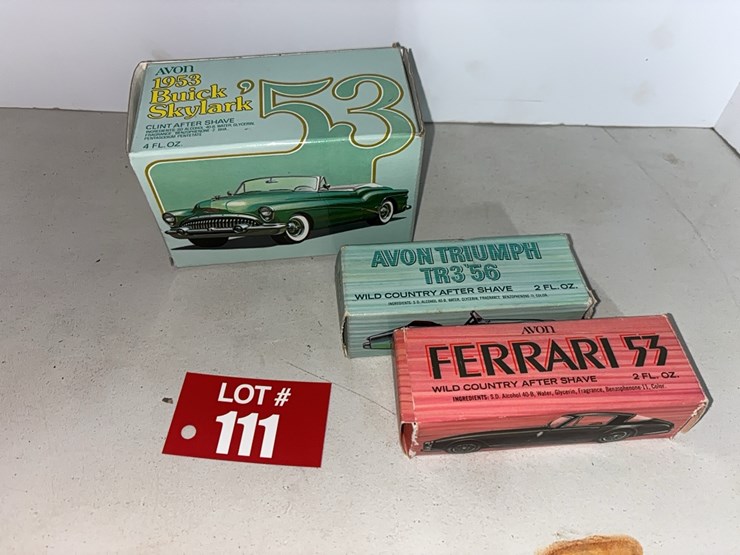 AVON
1953
Buick
Skylark
'53
CLINT AFTER SHAVE
4 FL. OZ.
AVON TRIUMPH
TR3 '56
WILD COUNTRY AFTER SHAVE 2 FL. OZ.
AVON
FERRARI 53
WILD COUNTRY AFTER SHAVE 2 FL. OZ.
INGREDIENTS: S.D. Alcohol 40-B, Water, Glycerin, Fragrance, Benzophenone 11, Color
LOT #
111